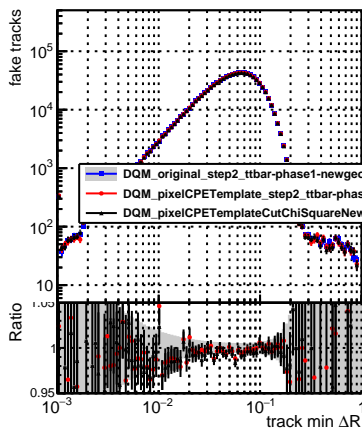 fake tracks
10⁵
10⁴
10³
DQM_original_step2_ttbar-phase1-newgeo
DQM_pixelCPETemplate_step2_ttbar-phas
DQM_pixelCPETemplateCutChiSquareNew
10²
10
Ratio
1.05
1
0.95
10⁻³ 10⁻² 10⁻¹ 1
track min ΔR